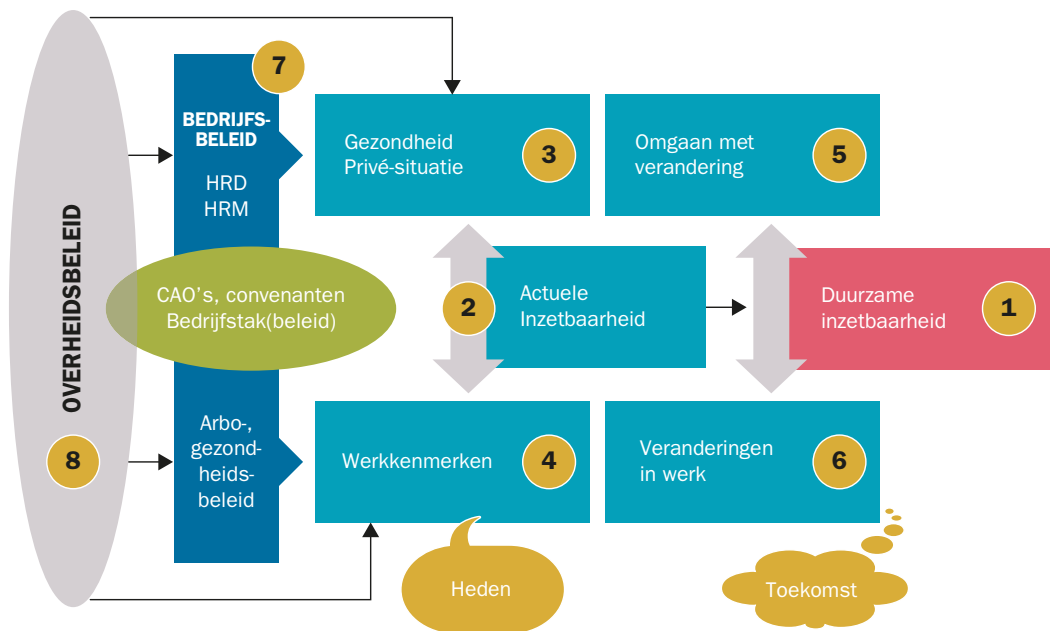 OVERHEIDSBELEID
8
7
BEDRIJFS-
BELEID
HRD
HRM
CAO's, convenanten
Bedrijfstak(beleid)
Arbo-,
gezond-
heids-
beleid
Gezondheid
Privé-situatie
3
Omgaan met
verandering
5
2
Actuele
Inzetbaarheid
Duurzame
inzetbaarheid
1
Werkkenmerken
4
Veranderingen
in werk
6
Heden
Toekomst